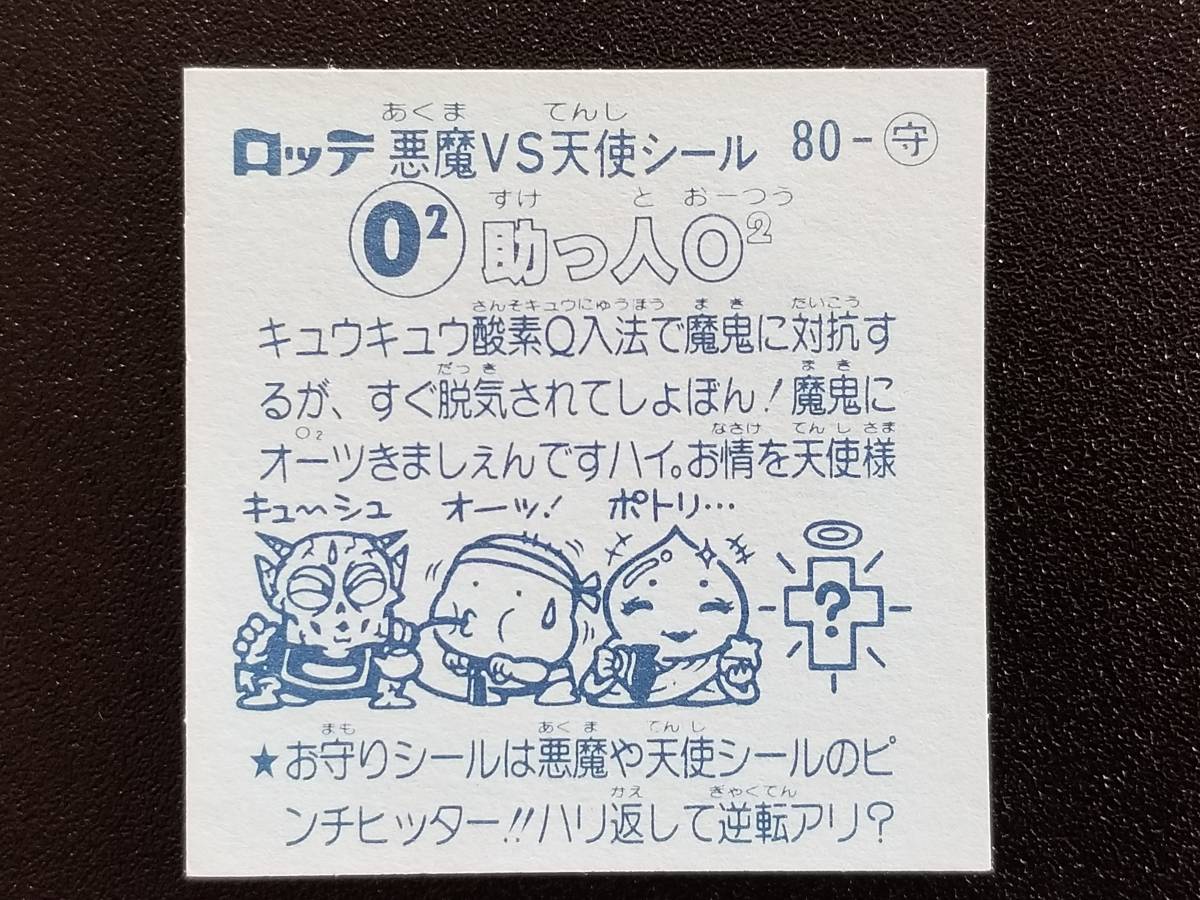 あくま てんし
ロッテ 悪魔VS天使シール 80-守
すけ と おーつう
O² 助っ人O²
さんそキュウにゅうほう まき たいこう
キュウキュウ酸素Q入法で魔鬼に対抗す
だっき まき
るが、すぐ脱気されてしょぼん!魔鬼に
O₂ なさけ てんしさま
オーツきましえんですハイ。お情を天使様
キュ〜シュ オーッ! ポトリ…
?
まも あくま てんし
★お守りシールは悪魔や天使シールのピ
かえ ぎゃくてん
ンチヒッター!!ハリ返して逆転アリ?